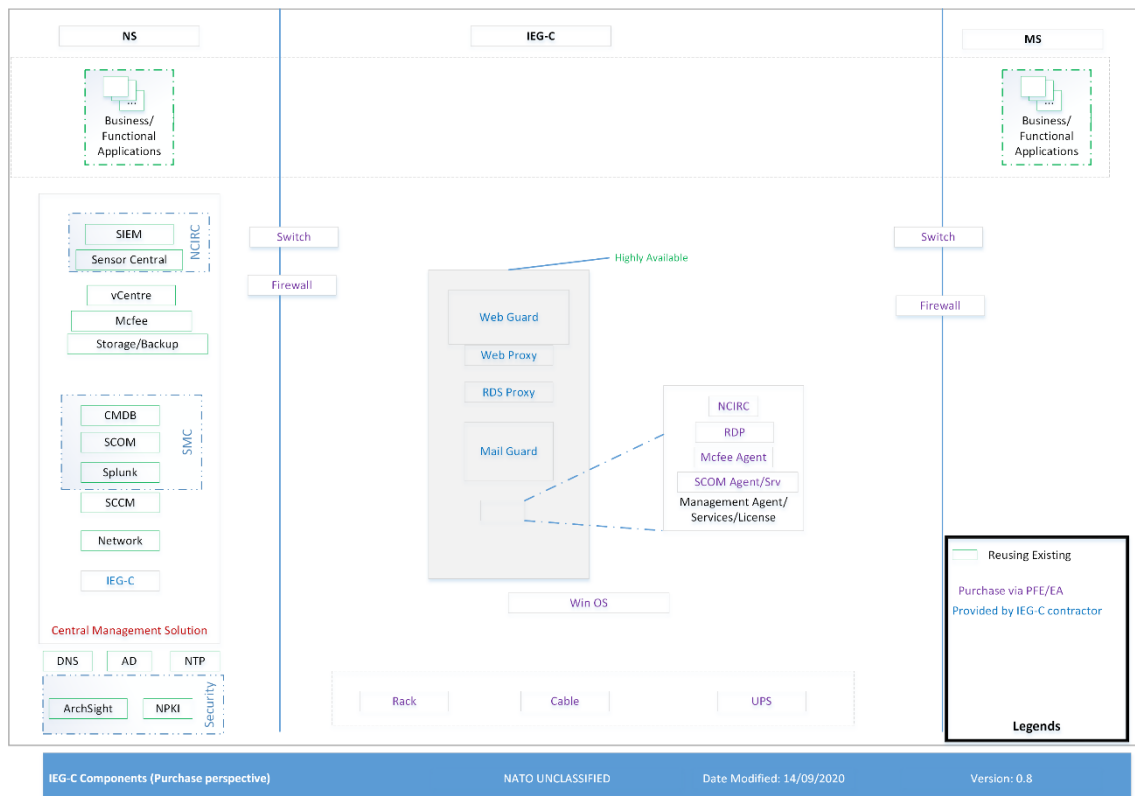 NS
IEG-C
MS
...
Business/
Functional
Applications
...
Business/
Functional
Applications
SIEM
Sensor Central
NCIRC
vCentre
Mcfee
Storage/Backup
CMDB
SCOM
Splunk
SMC
SCCM
Network
IEG-C
Central Management Solution
DNS
AD
NTP
ArchSight
NPKI
Security
Switch
Firewall
Highly Available
Web Guard
Web Proxy
RDS Proxy
Mail Guard
NCIRC
RDP
Mcfee Agent
SCOM Agent/Srv
Management Agent/
Services/License
Win OS
Rack
Cable
UPS
Switch
Firewall
Reusing Existing
Purchase via PFE/EA
Provided by IEG-C contractor
Legends
IEG-C Components (Purchase perspective)
NATO UNCLASSIFIED
Date Modified: 14/09/2020
Version: 0.8